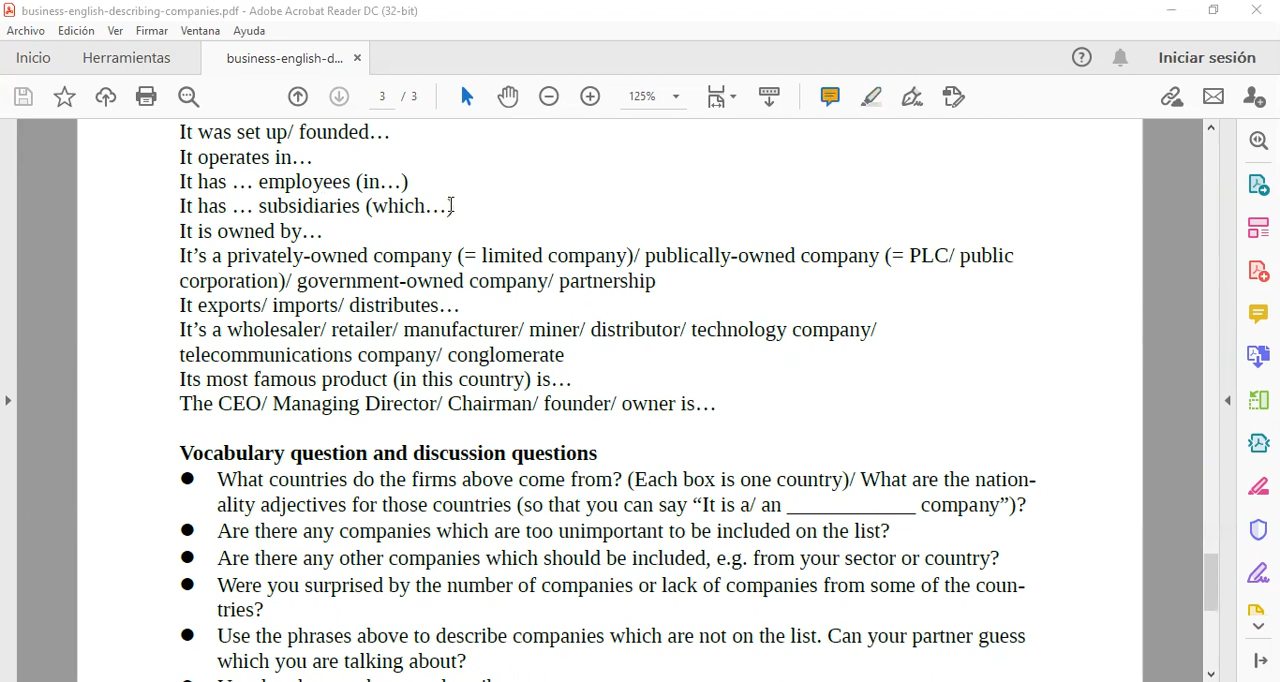 business-english-describing-companies.pdf - Adobe Acrobat Reader DC (32-bit)
Archivo Edición Ver Firmar Ventana Ayuda
Inicio Herramientas business-english-d... × Iniciar sesión
3 / 3 125%
It was set up/ founded…
It operates in…
It has … employees (in…)
It has … subsidiaries (which…)
It is owned by…
It’s a privately-owned company (= limited company)/ publically-owned company (= PLC/ public
corporation)/ government-owned company/ partnership
It exports/ imports/ distributes…
It’s a wholesaler/ retailer/ manufacturer/ miner/ distributor/ technology company/
telecommunications company/ conglomerate
Its most famous product (in this country) is…
The CEO/ Managing Director/ Chairman/ founder/ owner is…
Vocabulary question and discussion questions
● What countries do the firms above come from? (Each box is one country)/ What are the nation-
ality adjectives for those countries (so that you can say “It is a/ an ____________ company”)?
● Are there any companies which are too unimportant to be included on the list?
● Are there any other companies which should be included, e.g. from your sector or country?
● Were you surprised by the number of companies or lack of companies from some of the coun-
tries?
● Use the phrases above to describe companies which are not on the list. Can your partner guess
which you are talking about?